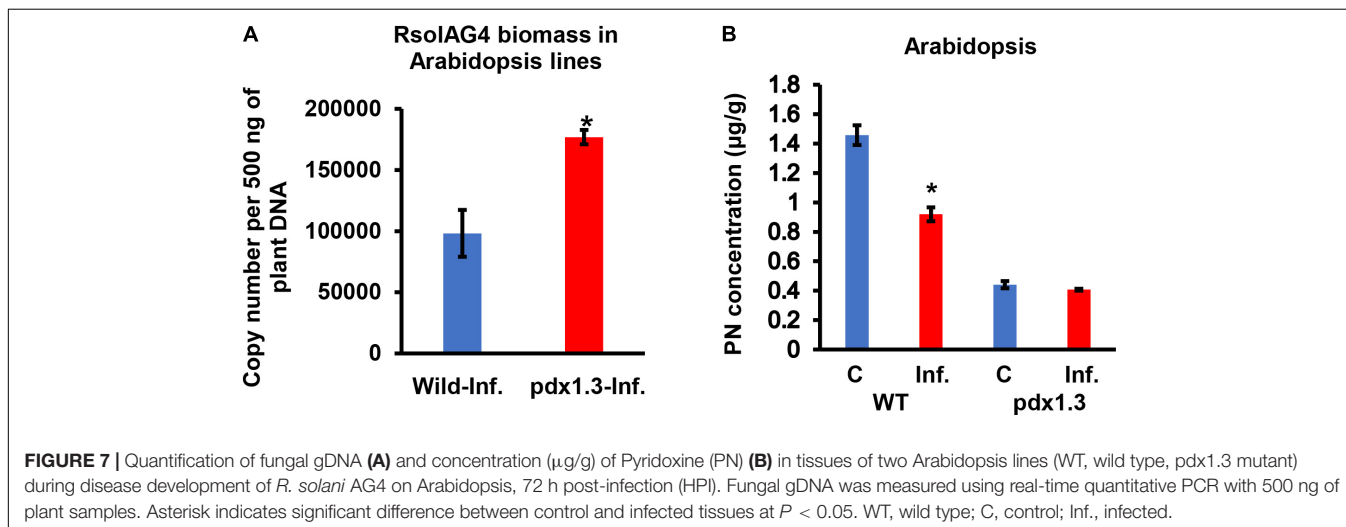 A
RsolAG4 biomass in
Arabidopsis lines
Copy number per 500 ng of
plant DNA
200000
150000
100000
50000
0
*
Wild-Inf. pdx1.3-Inf.
B
Arabidopsis
PN concentration (µg/g)
1.8
1.6
1.4
1.2
1
0.8
0.6
0.4
0.2
0
*
C Inf. C Inf.
WT pdx1.3
FIGURE 7 | Quantification of fungal gDNA (A) and concentration (µg/g) of Pyridoxine (PN) (B) in tissues of two Arabidopsis lines (WT, wild type, pdx1.3 mutant)
during disease development of R. solani AG4 on Arabidopsis, 72 h post-infection (HPI). Fungal gDNA was measured using real-time quantitative PCR with 500 ng of
plant samples. Asterisk indicates significant difference between control and infected tissues at P < 0.05. WT, wild type; C, control; Inf., infected.